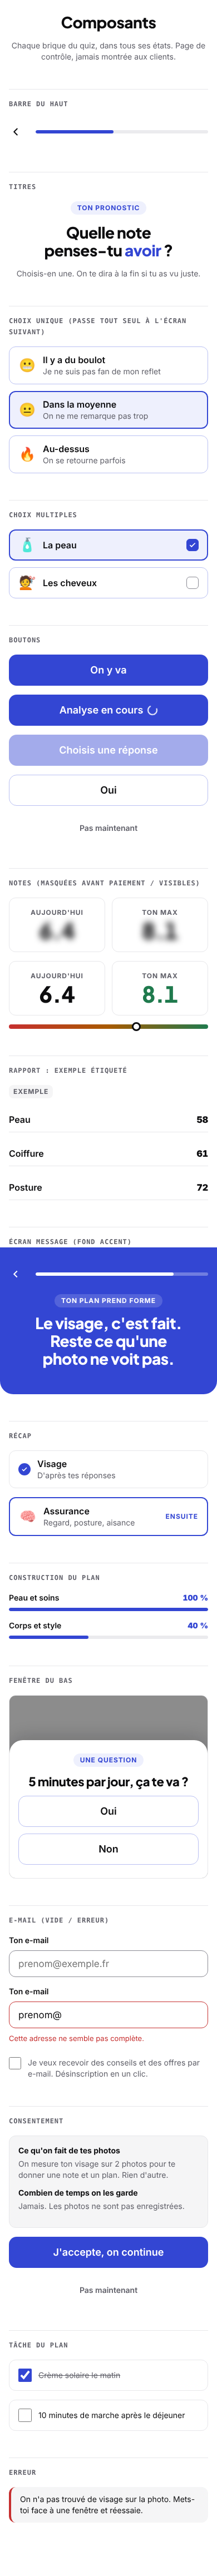 Composants
Chaque brique du quiz, dans tous ses états. Page de
contrôle, jamais montrée aux clients.
BARRE DU HAUT
TITRES
TON PRONOSTIC
Quelle note
penses-tu avoir ?
Choisis-en une. On te dira à la fin si tu as vu juste.
CHOIX UNIQUE (PASSE TOUT SEUL À L'ÉCRAN
SUIVANT)
Il y a du boulot
Je ne suis pas fan de mon reflet
Dans la moyenne
On ne me remarque pas trop
Au-dessus
On se retourne parfois
CHOIX MULTIPLES
La peau
Les cheveux
BOUTONS
On y va
Analyse en cours
Choisis une réponse
Oui
Pas maintenant
NOTES (MASQUÉES AVANT PAIEMENT / VISIBLES)
AUJOURD'HUI
TON MAX
AUJOURD'HUI
TON MAX
6.4
8.1
RAPPORT : EXEMPLE ÉTIQUETÉ
EXEMPLE
Peau 58
Coiffure 61
Posture 72
ÉCRAN MESSAGE (FOND ACCENT)
TON PLAN PREND FORME
Le visage, c'est fait.
Reste ce qu'une
photo ne voit pas.
RÉCAP
Visage
D'après tes réponses
Assurance
Regard, posture, aisance
ENSUITE
CONSTRUCTION DU PLAN
Peau et soins 100 %
Corps et style 40 %
FENÊTRE DU BAS
UNE QUESTION
5 minutes par jour, ça te va ?
Oui
Non
E-MAIL (VIDE / ERREUR)
Ton e-mail
prenom@exemple.fr
Ton e-mail
prenom@
Cette adresse ne semble pas complète.
Je veux recevoir des conseils et des offres par
e-mail. Désinscription en un clic.
CONSENTEMENT
Ce qu'on fait de tes photos
On mesure ton visage sur 2 photos pour te
donner une note et un plan. Rien d'autre.
Combien de temps on les garde
Jamais. Les photos ne sont pas enregistrées.
J'accepte, on continue
Pas maintenant
TÂCHE DU PLAN
Crème solaire le matin
10 minutes de marche après le déjeuner
ERREUR
On n'a pas trouvé de visage sur la photo. Mets-
toi face à une fenêtre et réessaie.